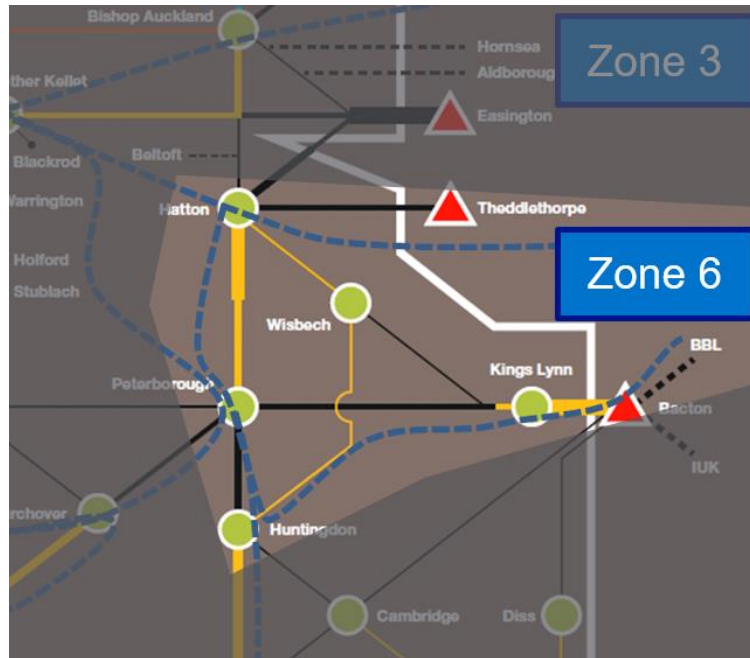 Bishop Auckland
Zone 3
Hornsea
Aldboroug
ther Kellet
Easington
Blackrod
Beltoft
Warrington
Hatton
Theddlethorpe
Holford
Zone 6
Stublach
Wisbech
BBL
Kings Lynn
Peterborough
Bacton
IUK
rchover
Huntingdon
Cambridge
Diss